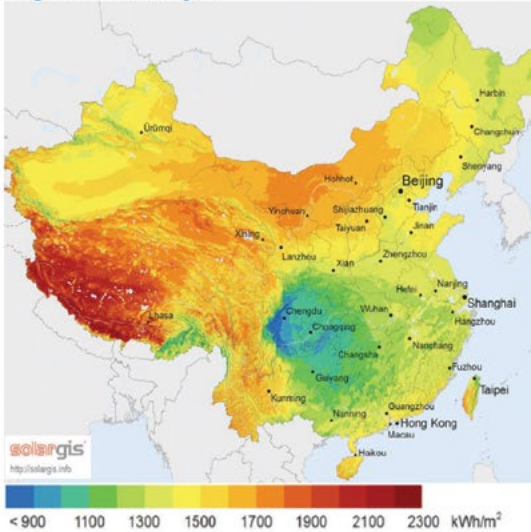 Harbin
Changchun
Ürümqi
Shenyang
Hohhot
Beijing
Tianjin
Yinchuan
Shijiazhuang
Taiyuan
Jinan
Xining
Lanzhou
Zhengzhou
Xian
Nanjing
Hefei
Shanghai
Wuhan
Hangzhou
Lhasa
Chengdu
Chongqing
Nanchang
Changsha
Guiyang
Fuzhou
Taipei
Kunming
Guangzhou
Nanning
Hong Kong
Macau
Haikou
solargis
http://solargis.info
< 900 1100 1300 1500 1700 1900 2100 2300 kWh/m²